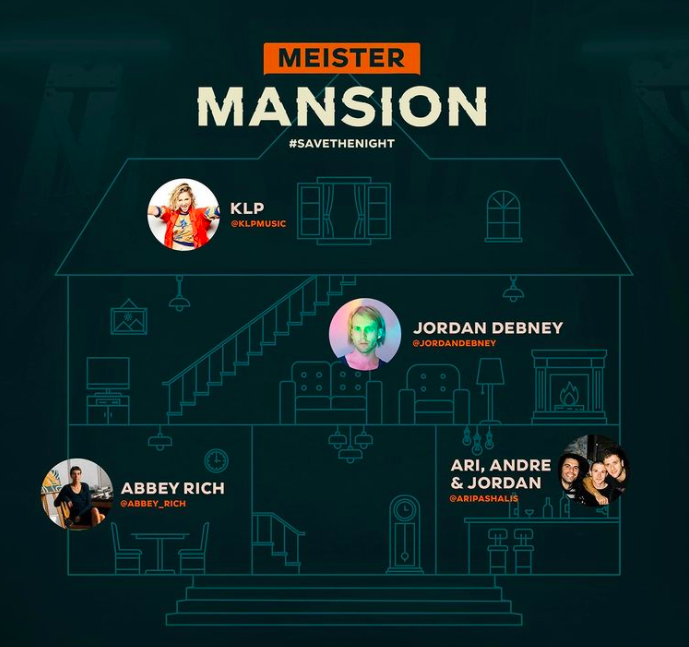 MEISTER
MANSION
#SAVETHENIGHT
KLP
@KLPMUSIC
JORDAN DEBNEY
@JORDANDEBNEY
ABBEY RICH
@ABBEY_RICH
ARI, ANDRE
& JORDAN
@ARIPASHALIS